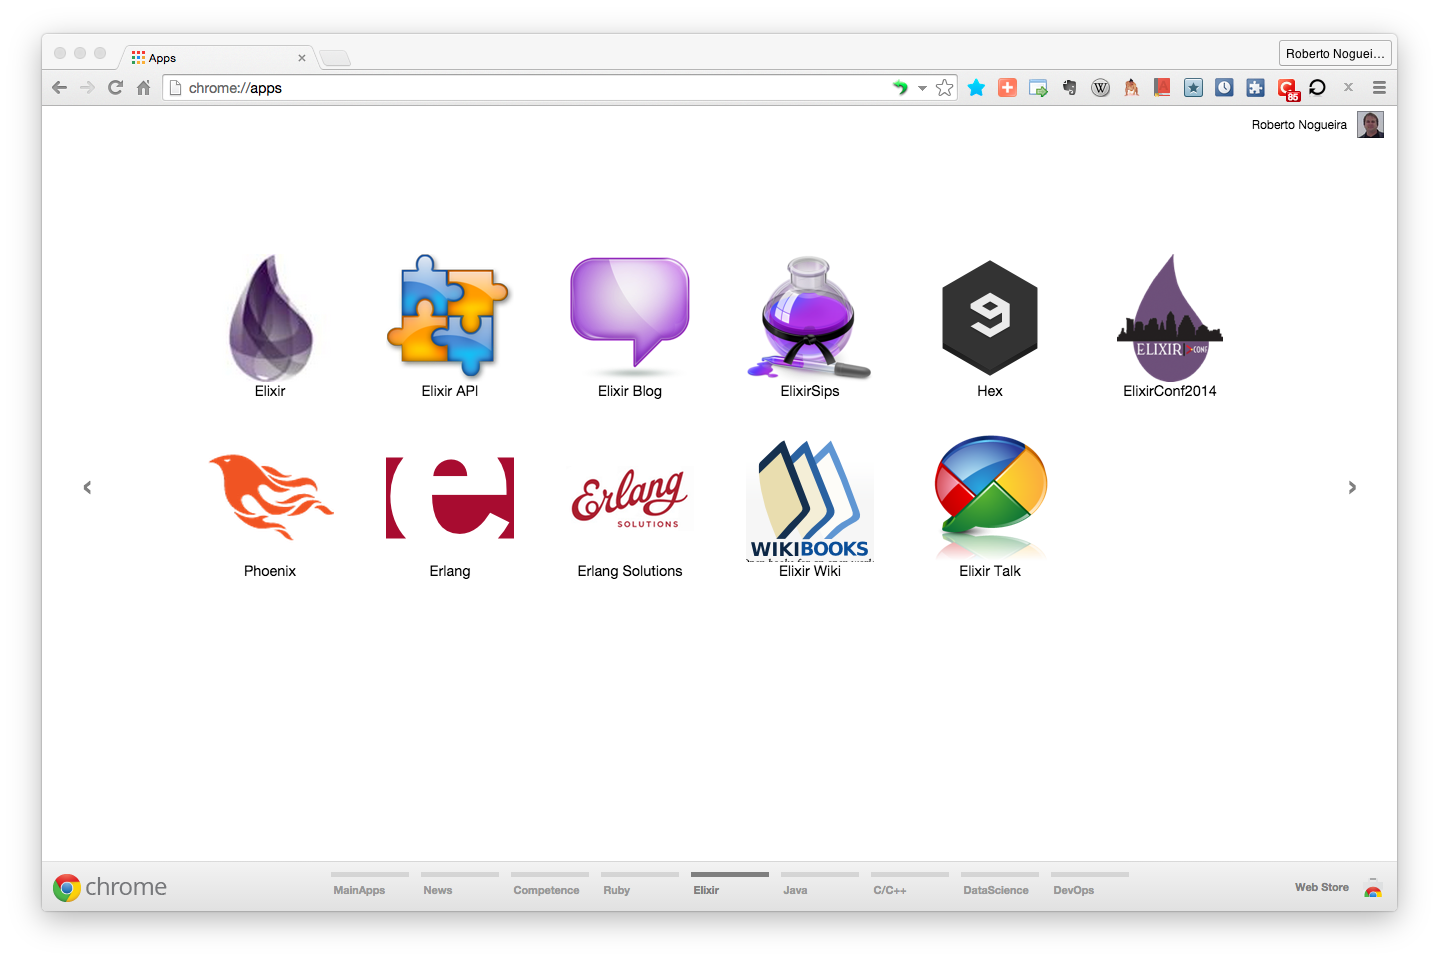 Apps
Roberto Noguei...
chrome://apps
W
85
Roberto Nogueira
9
ELIXIR CONF
Elixir
Elixir API
Elixir Blog
ElixirSips
Hex
ElixirConf2014
e
Erlang
SOLUTIONS
WIKIBOOKS
Phoenix
Erlang
Erlang Solutions
Elixir Wiki
Elixir Talk
chrome
MainApps
News
Competence
Ruby
Elixir
Java
C/C++
DataScience
DevOps
Web Store